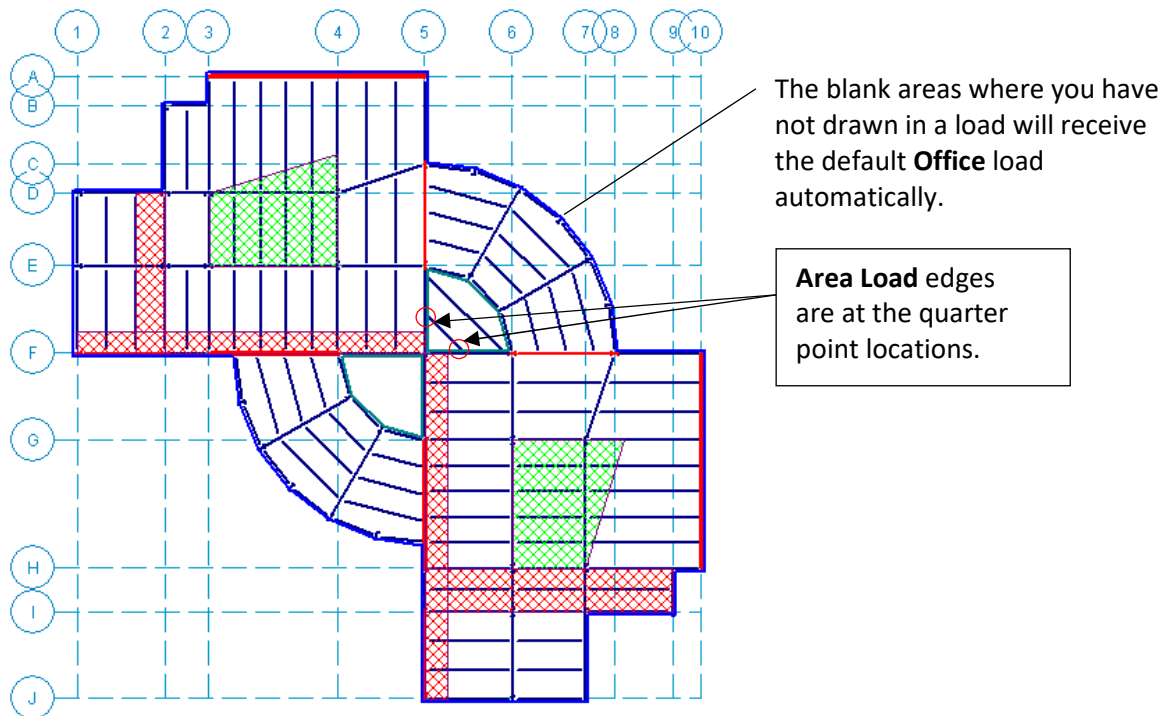 1 2 3 4 5 6 7 8 9 10
A
B
C
D
E
F
G
H
I
J
The blank areas where you have
not drawn in a load will receive
the default Office load
automatically.
Area Load edges
are at the quarter
point locations.